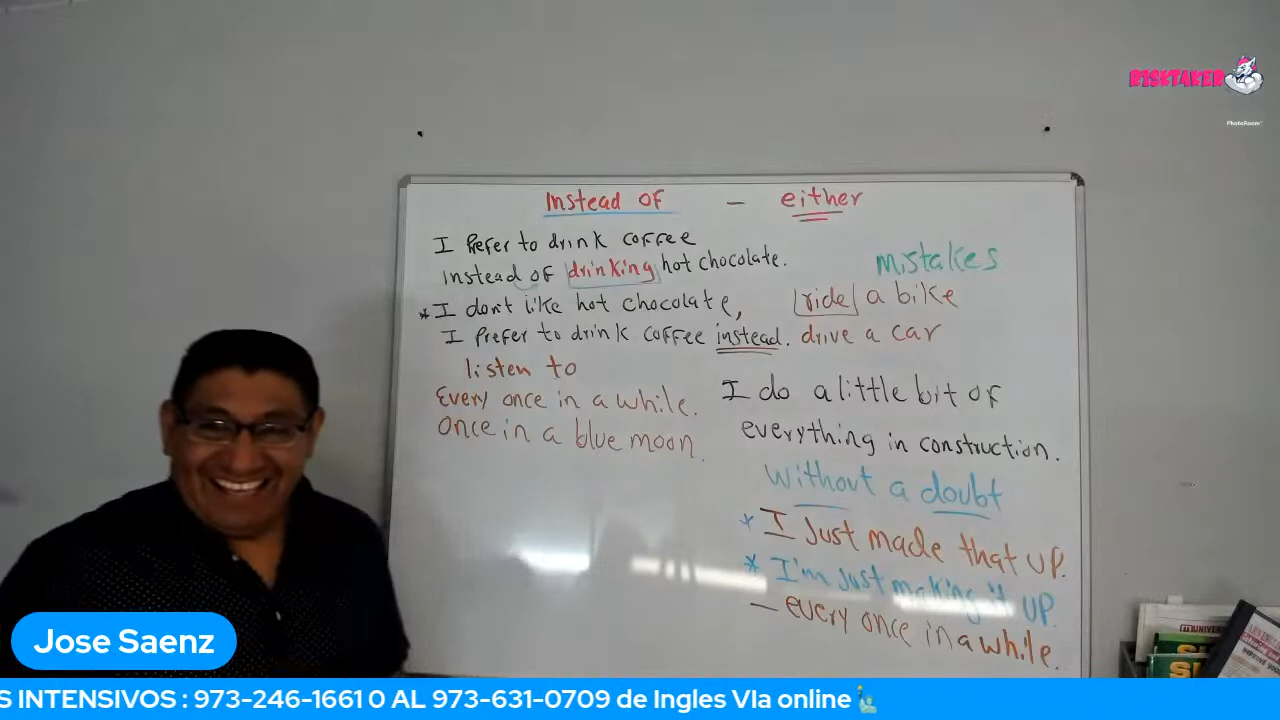 RISKTAKER
PhotoRoom
Instead OF – either
I Prefer to drink coffee
instead of drinking hot chocolate.
mistakes
* I don't like hot chocolate,
ride a bike
I Prefer to drink coffee instead.
drive a car
listen to
Every once in a while.
Once in a blue moon.
I do a little bit of
everything in construction.
without a doubt
* I Just made that up.
* I'm just making it up
– every once in a while.
UNIVER
Jose Saenz
S INTENSIVOS : 973-246-1661 O AL 973-631-0709 de Ingles VIa online🗽